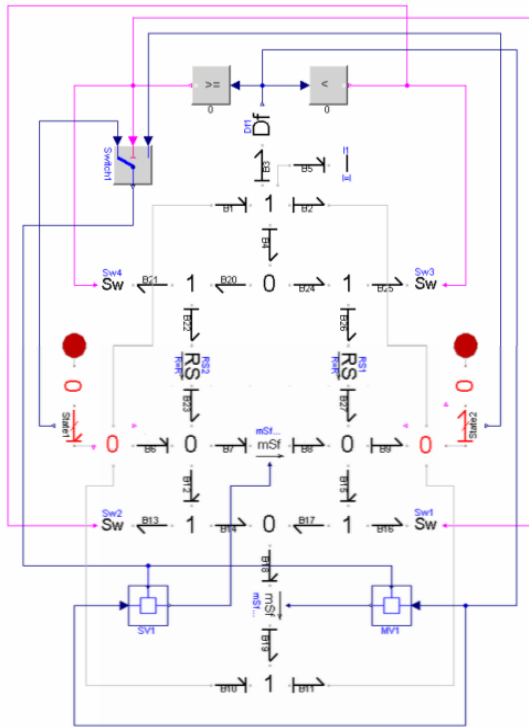 >=
<
0
0
Switch1
Df
Df1
B3
B5
I1
I
B1
1
B2
B4
Sw4
Sw
B21
1
B20
0
B24
1
B25
Sw3
Sw
B22
B26
RS
RS2
RS
RS1
0
0
State1
B23
B27
State2
mSf...
mSf
0
B6
0
B7
B8
0
B9
0
B12
B15
Sw2
Sw
B13
1
B14
0
B17
1
B16
Sw1
Sw
B18
mSf
mSf...
SV1
MV1
B19
B10
1
B11